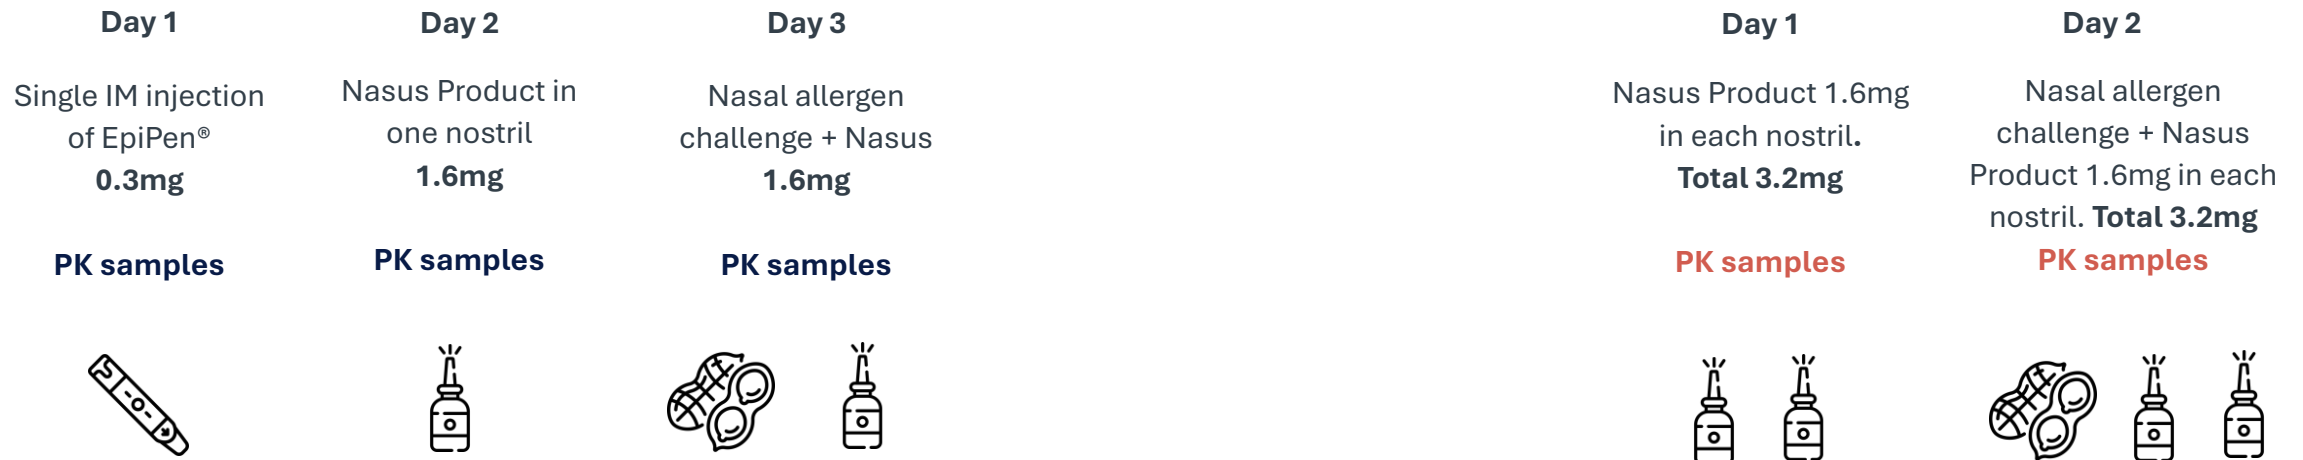 Day 1
Single IM injection
of EpiPen®
0.3mg
PK samples
Day 2
Nasus Product in
one nostril
1.6mg
PK samples
Day 3
Nasal allergen
challenge + Nasus
1.6mg
PK samples
Day 1
Nasus Product 1.6mg
in each nostril.
Total 3.2mg
PK samples
Day 2
Nasal allergen
challenge + Nasus
Product 1.6mg in each
nostril. Total 3.2mg
PK samples